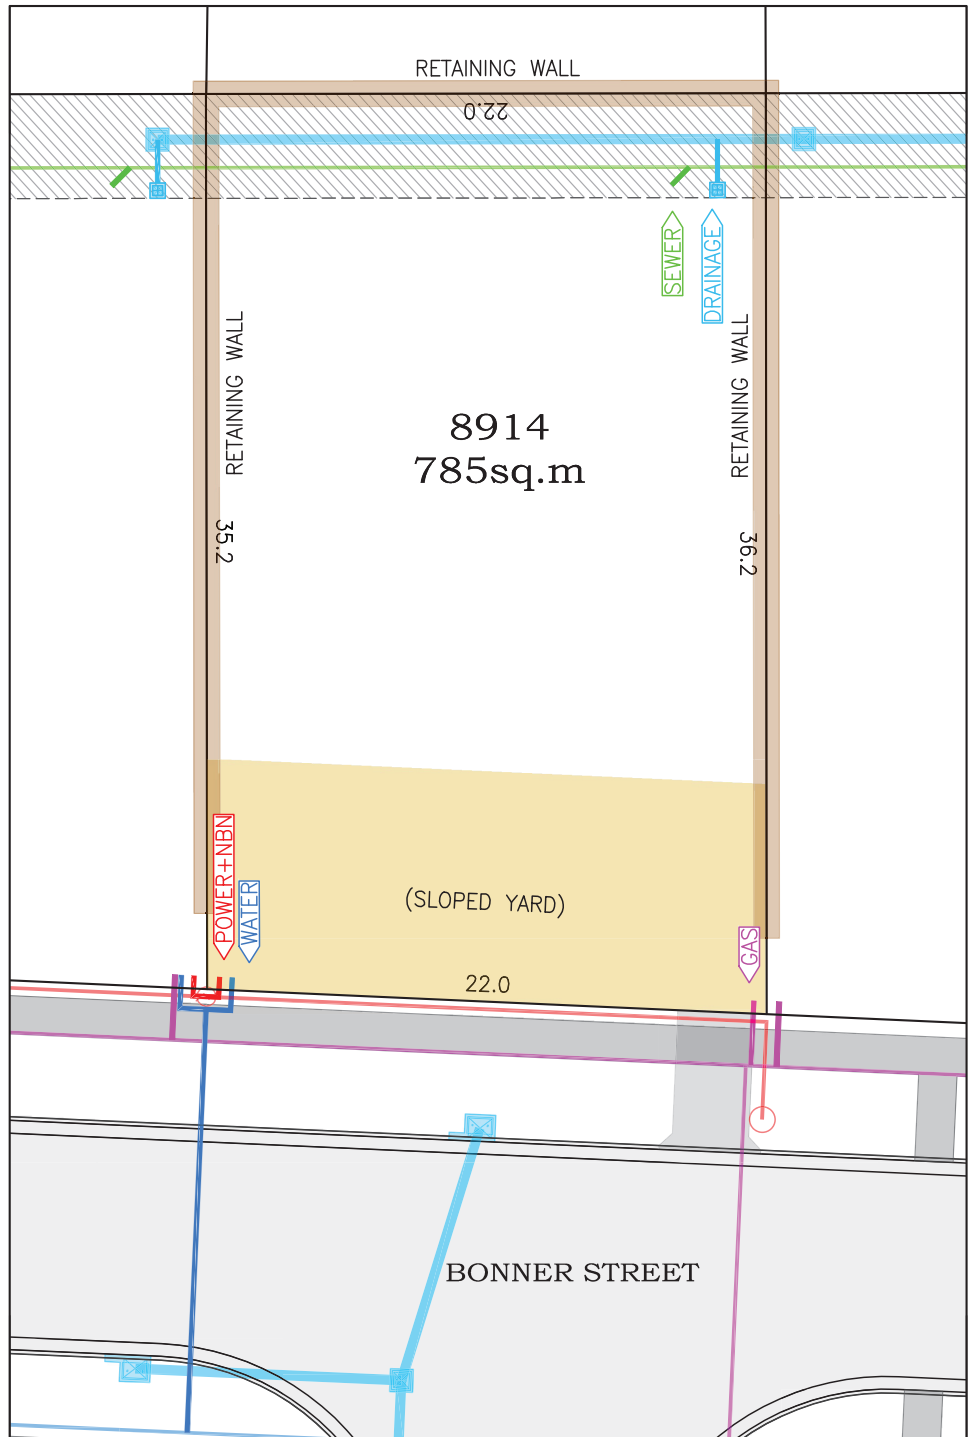 RETAINING WALL
22.0
SEWER
DRAINAGE
RETAINING WALL
RETAINING WALL
8914
785sq.m
35.2
36.2
POWER+NBN
WATER
(SLOPED YARD)
GAS
22.0
BONNER STREET